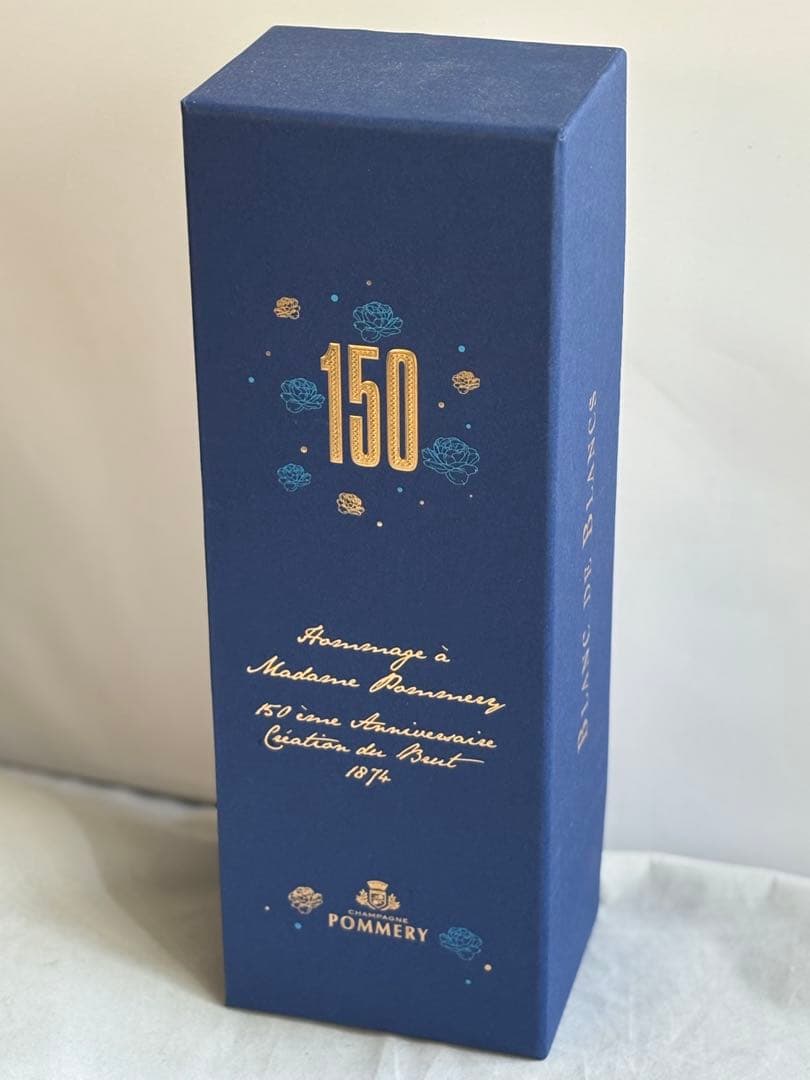 150
Hommage à
Madame Pommery
150 ème Anniversaire
Création du Brut
1874
CHAMPAGNE
POMMERY
BLANC DE BLANCS